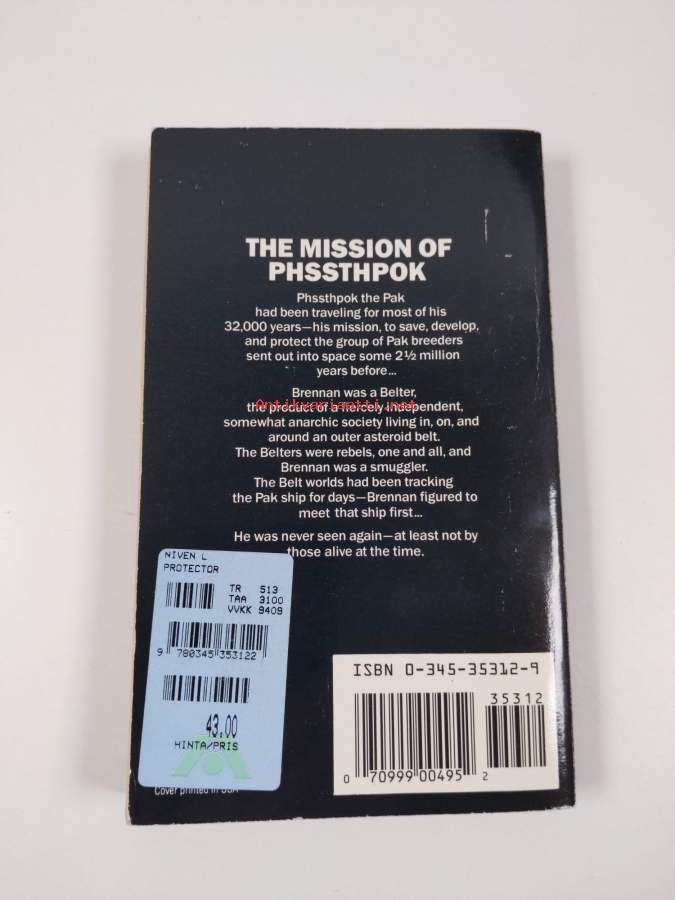 THE MISSION OF
PHSSTHPOK
Phssthpok the Pak
had been traveling for most of his
32,000 years—his mission, to save, develop,
and protect the group of Pak breeders
sent out into space some 2½ million
years before...
Brennan was a Belter,
Antikvariaatti.net
the product of a fiercely independent,
somewhat anarchic society living in, on, and
around an outer asteroid belt.
The Belters were rebels, one and all, and
Brennan was a smuggler.
The Belt worlds had been tracking
the Pak ship for days—Brennan figured to
meet that ship first...
He was never seen again—at least not by
those alive at the time.
NIVEN L
PROTECTOR
TR 513
TAA 3100
VVKK 9409
9 780345 353122
43.00
HINTA/PRIS
ISBN 0-345-35312-9
35312
0 70999 00495 2
Cover printed in USA